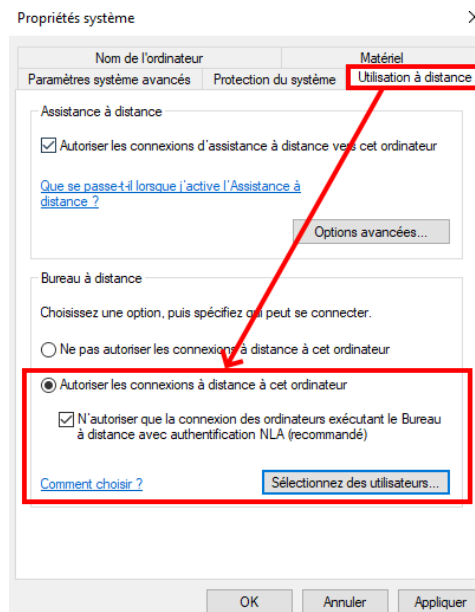 Propriétés système
Nom de l'ordinateur Matériel
Paramètres système avancés Protection du système Utilisation à distance
Assistance à distance
Autoriser les connexions d'assistance à distance vers cet ordinateur
Que se passe-t-il lorsque j'active l'Assistance à
distance ?
Options avancées...
Bureau à distance
Choisissez une option, puis spécifiez qui peut se connecter.
Ne pas autoriser les connexions à distance à cet ordinateur
Autoriser les connexions à distance à cet ordinateur
N'autoriser que la connexion des ordinateurs exécutant le Bureau
à distance avec authentification NLA (recommandé)
Comment choisir ? Sélectionnez des utilisateurs...
OK Annuler Appliquer